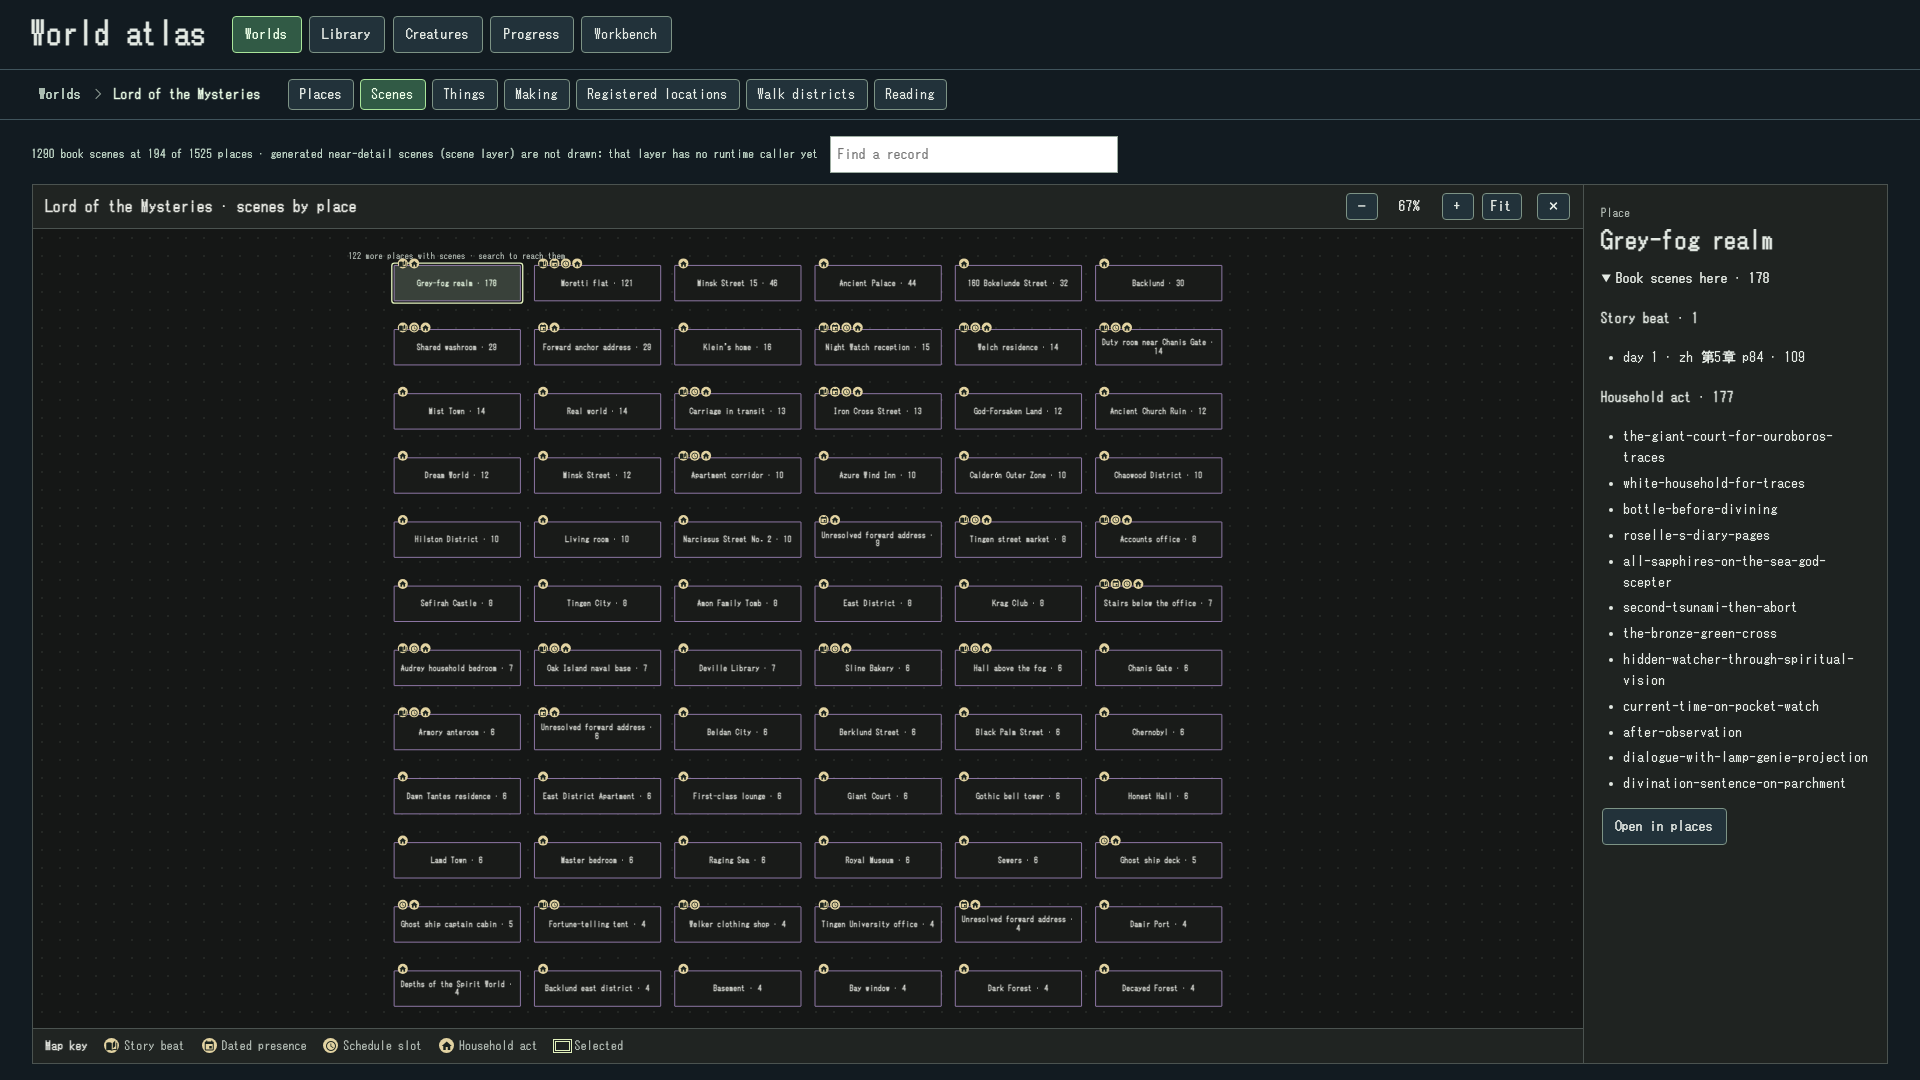 World atlas
Worlds
Library
Creatures
Progress
Workbench
Worlds > Lord of the Mysteries
Places
Scenes
Things
Making
Registered locations
Walk districts
Reading
1290 book scenes at 194 of 1525 places · generated near-detail scenes (scene layer) are not drawn: that layer has no runtime caller yet
Find a record
Lord of the Mysteries · scenes by place
−
67%
+
Fit
×
122 more places with scenes · search to reach them
Grey-fog realm · 178
Moretti flat · 121
Minsk Street 15 · 46
Ancient Palace · 44
160 Bokelunde Street · 32
Backlund · 30
Shared washroom · 29
Forward anchor address · 29
Klein's home · 16
Night Watch reception · 15
Welch residence · 14
Duty room near Chanis Gate ·
14
Mist Town · 14
Real world · 14
Carriage in transit · 13
Iron Cross Street · 13
God-Forsaken Land · 12
Ancient Church Ruin · 12
Dream World · 12
Minsk Street · 12
Apartment corridor · 10
Azure Wind Inn · 10
Calderón Outer Zone · 10
Chaowood District · 10
Hilston District · 10
Living room · 10
Narcissus Street No. 2 · 10
Unresolved forward address ·
9
Tingen street market · 8
Accounts office · 8
Sefirah Castle · 8
Tingen City · 8
Amon Family Tomb · 8
East District · 8
Krag Club · 8
Stairs below the office · 7
Audrey household bedroom · 7
Oak Island naval base · 7
Deville Library · 7
Sline Bakery · 6
Hall above the fog · 6
Chanis Gate · 6
Armory anteroom · 6
Unresolved forward address ·
6
Beldan City · 6
Berklund Street · 6
Black Palm Street · 6
Chernobyl · 6
Dawn Tantes residence · 6
East District Apartment · 6
First-class lounge · 6
Giant Court · 6
Gothic bell tower · 6
Honest Hall · 6
Lamd Town · 6
Master bedroom · 6
Raging Sea · 6
Royal Museum · 6
Sewers · 6
Ghost ship deck · 5
Ghost ship captain cabin · 5
Fortune-telling tent · 4
Welker clothing shop · 4
Tingen University office · 4
Unresolved forward address ·
4
Damir Port · 4
Depths of the Spirit World ·
4
Backlund east district · 4
Basement · 4
Bay window · 4
Dark Forest · 4
Decayed Forest · 4
Map key
Story beat
Dated presence
Schedule slot
Household act
Selected
Place
Grey-fog realm
▼ Book scenes here · 178
Story beat · 1
• day 1 · zh 第5章 p84 · 109
Household act · 177
• the-giant-court-for-ouroboros-
traces
• white-household-for-traces
• bottle-before-divining
• roselle-s-diary-pages
• all-sapphires-on-the-sea-god-
scepter
• second-tsunami-then-abort
• the-bronze-green-cross
• hidden-watcher-through-spiritual-
vision
• current-time-on-pocket-watch
• after-observation
• dialogue-with-lamp-genie-projection
• divination-sentence-on-parchment
Open in places